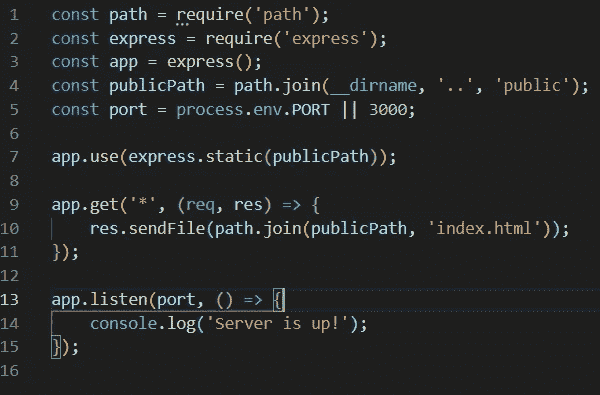 1 const path = require('path');
2 const express = require('express');
3 const app = express();
4 const publicPath = path.join(__dirname, '..', 'public');
5 const port = process.env.PORT || 3000;
6
7 app.use(express.static(publicPath));
8
9 app.get('*', (req, res) => {
10     res.sendFile(path.join(publicPath, 'index.html'));
11 });
12
13 app.listen(port, () => {
14     console.log('Server is up!');
15 });
16